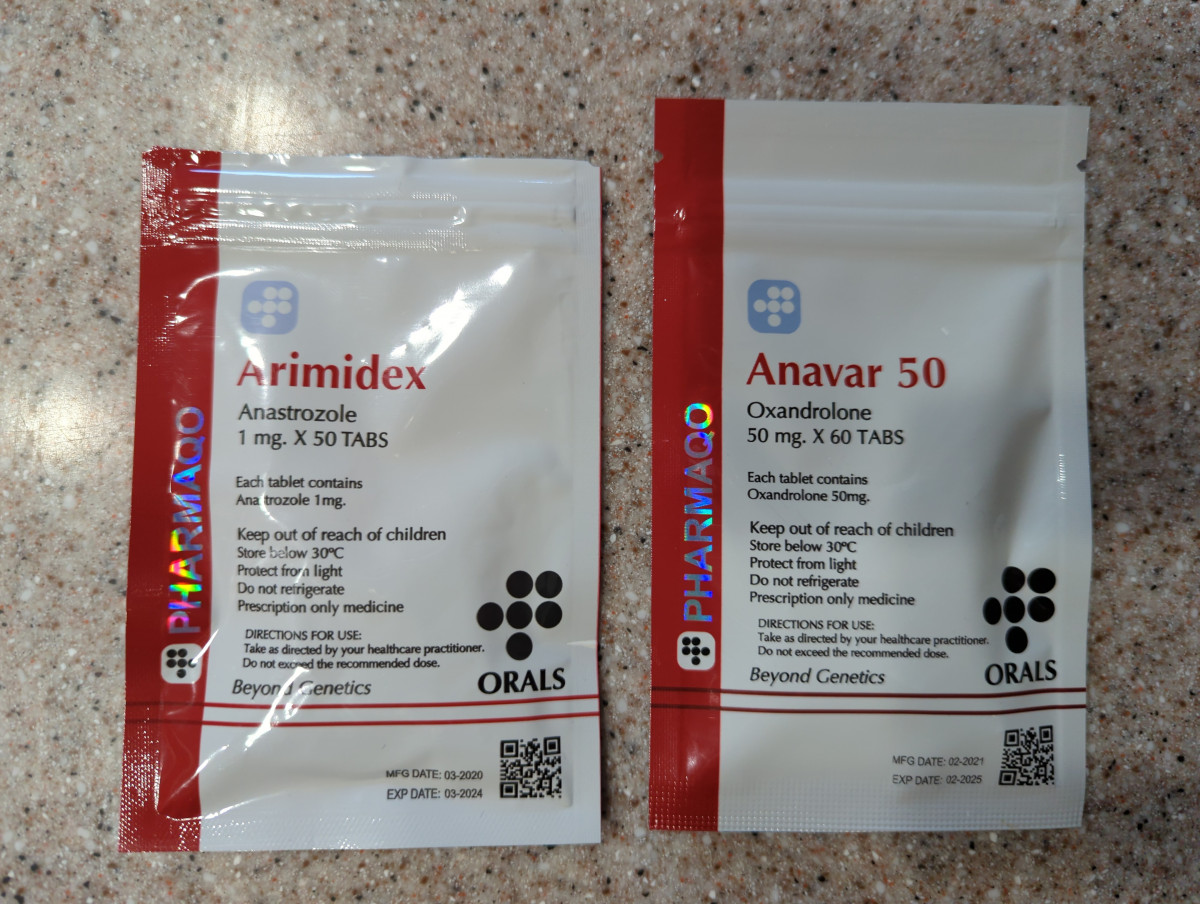 PHARMAQO
Arimidex
Anastrozole
1 mg. X 50 TABS
Each tablet contains
Anastrozole 1mg.
Keep out of reach of children
Store below 30ºC
Protect from light
Do not refrigerate
Prescription only medicine
DIRECTIONS FOR USE:
Take as directed by your healthcare practitioner.
Do not exceed the recommended dose.
Beyond Genetics
ORALS
MFG DATE: 03-2020
EXP DATE: 03-2024
PHARMAQO
Anavar 50
Oxandrolone
50 mg. X 60 TABS
Each tablet contains
Oxandrolone 50mg.
Keep out of reach of children
Store below 30ºC
Protect from light
Do not refrigerate
Prescription only medicine
DIRECTIONS FOR USE:
Take as directed by your healthcare practitioner.
Do not exceed the recommended dose.
Beyond Genetics
ORALS
MFG DATE: 02-2021
EXP DATE: 02-2025